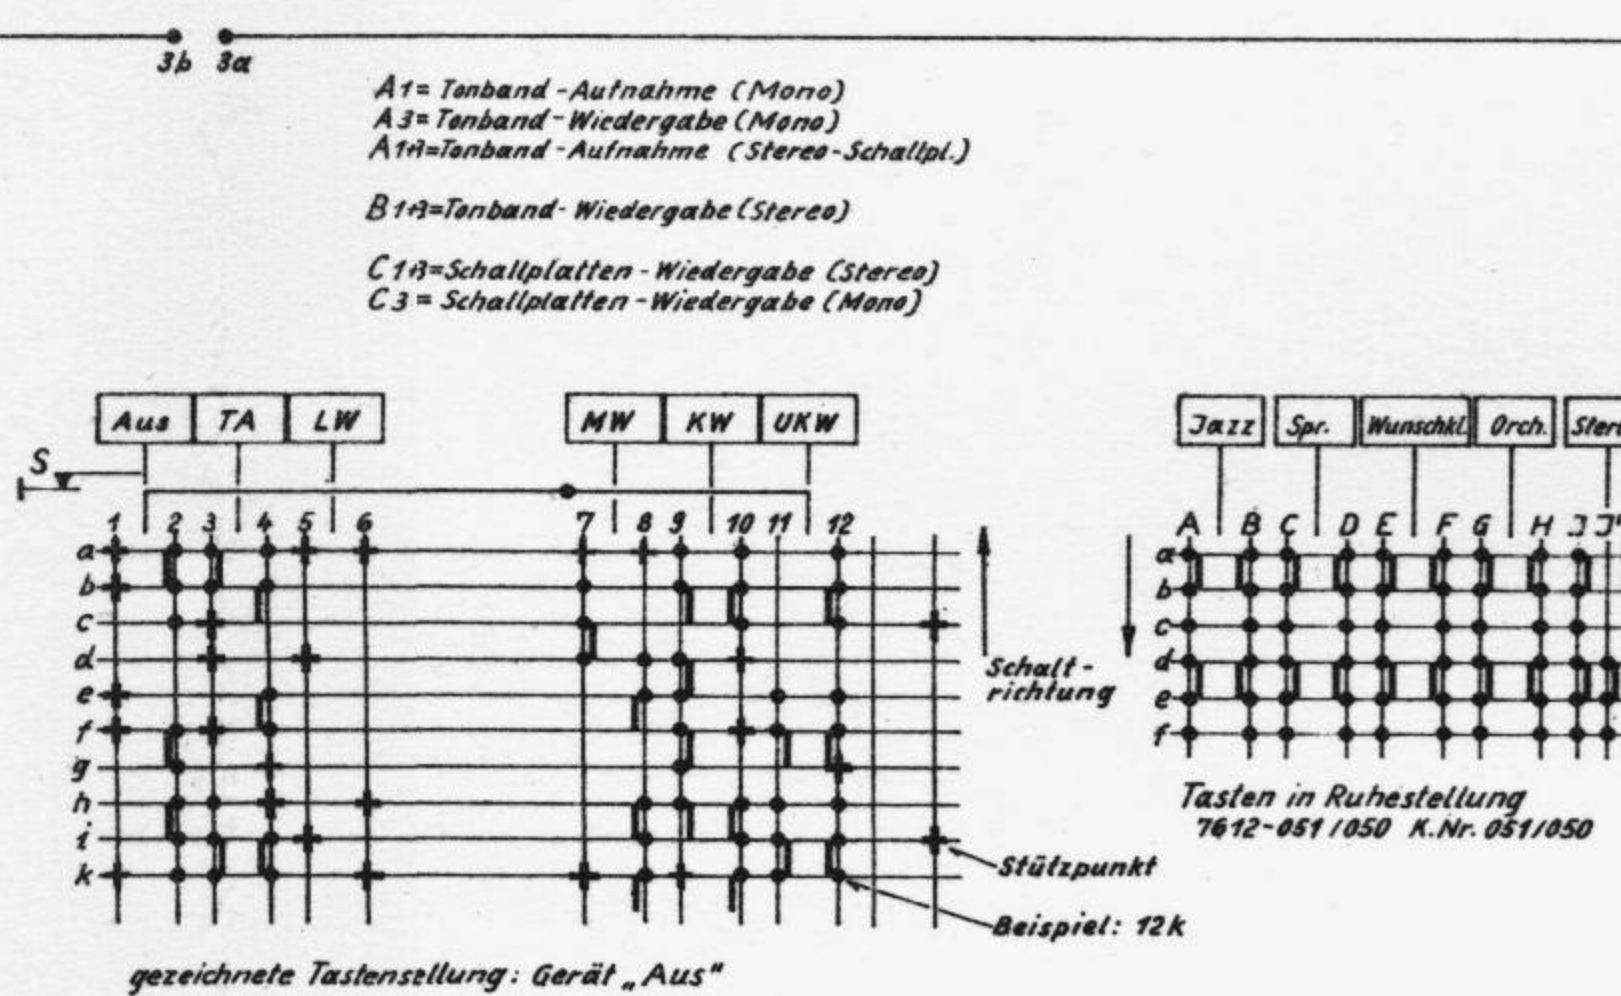 3b 3a
A1= Tonband-Aufnahme (Mono)
A3= Tonband-Wiedergabe (Mono)
A1+3=Tonband-Aufnahme (Stereo-Schallpl.)
B1+3=Tonband-Wiedergabe (Stereo)
C1+3=Schallplatten-Wiedergabe (Stereo)
C3= Schallplatten-Wiedergabe (Mono)
Aus TA LW MW KW UKW
S
1 2 3 4 5 6 7 8 9 10 11 12
a
b
c
d
e
f
g
h
i
k
Schalt-
richtung
Stützpunkt
Beispiel: 12k
gezeichnete Tastensellung: Gerät „Aus"
Jazz Spr. Wunschkl. Orch.
A B C D E F G H J J'
a
b
c
d
e
f
Tasten in Ruhestellung
7612-051/050 K.Nr. 051/050